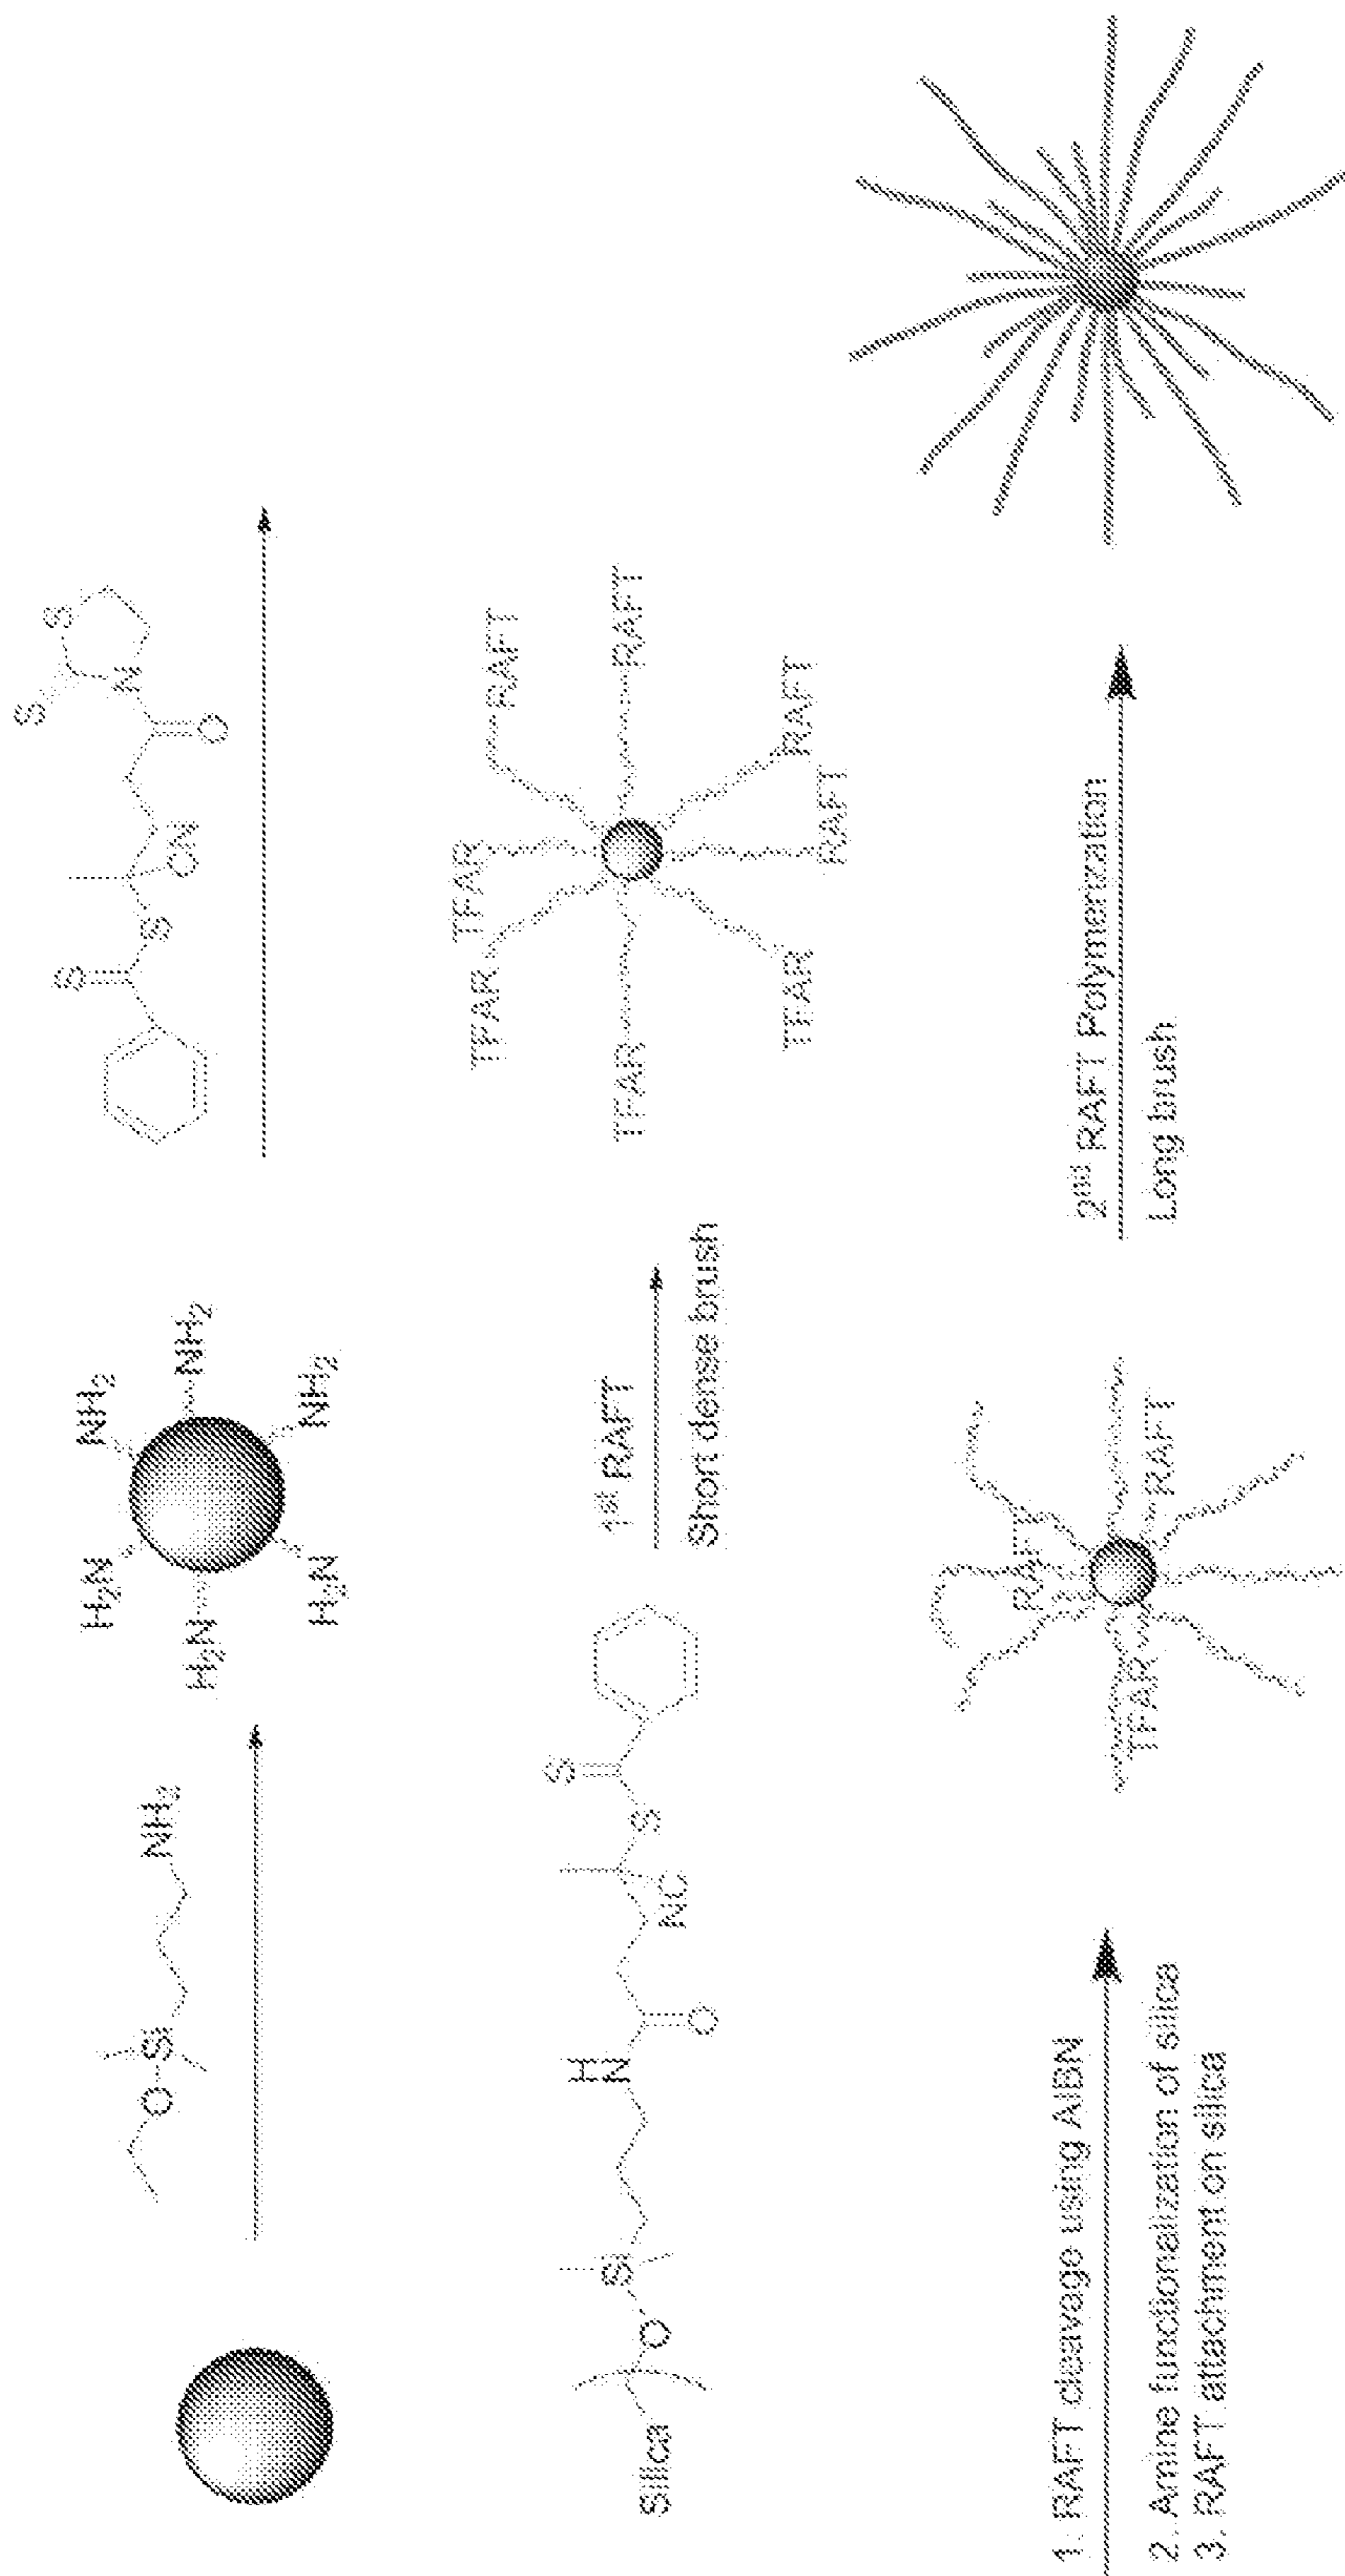 NH₂
O
Si
H₂N
NH₂
H₂N
NH₂
H₂N
NH₂
S
S
CN
O
N
S
S
Silica
O
Si
H
N
O
NC
S
S
1ˢᵗ RAFT
Short dense brush
TFAR
TFAR
TFAR
TFAR
RAFT
RAFT
RAFT
RAFT
1. RAFT cleavage using AIBN
2. Amine functionalization of silica
3. RAFT attachment on silica
RAFT
TFAR
RAFT
2ⁿᵈ RAFT Polymerization
Long brush